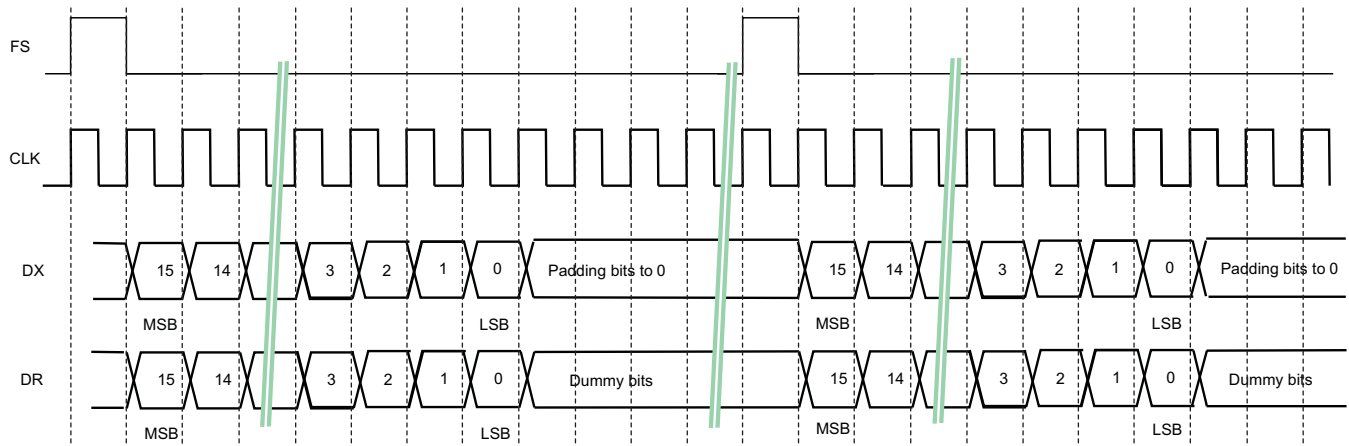 FS
CLK
DX 15 14 3 2 1 0 Padding bits to 0 15 14 3 2 1 0 Padding bits to 0
MSB LSB MSB LSB
DR 15 14 3 2 1 0 Dummy bits 15 14 3 2 1 0 Dummy bits
MSB LSB MSB LSB